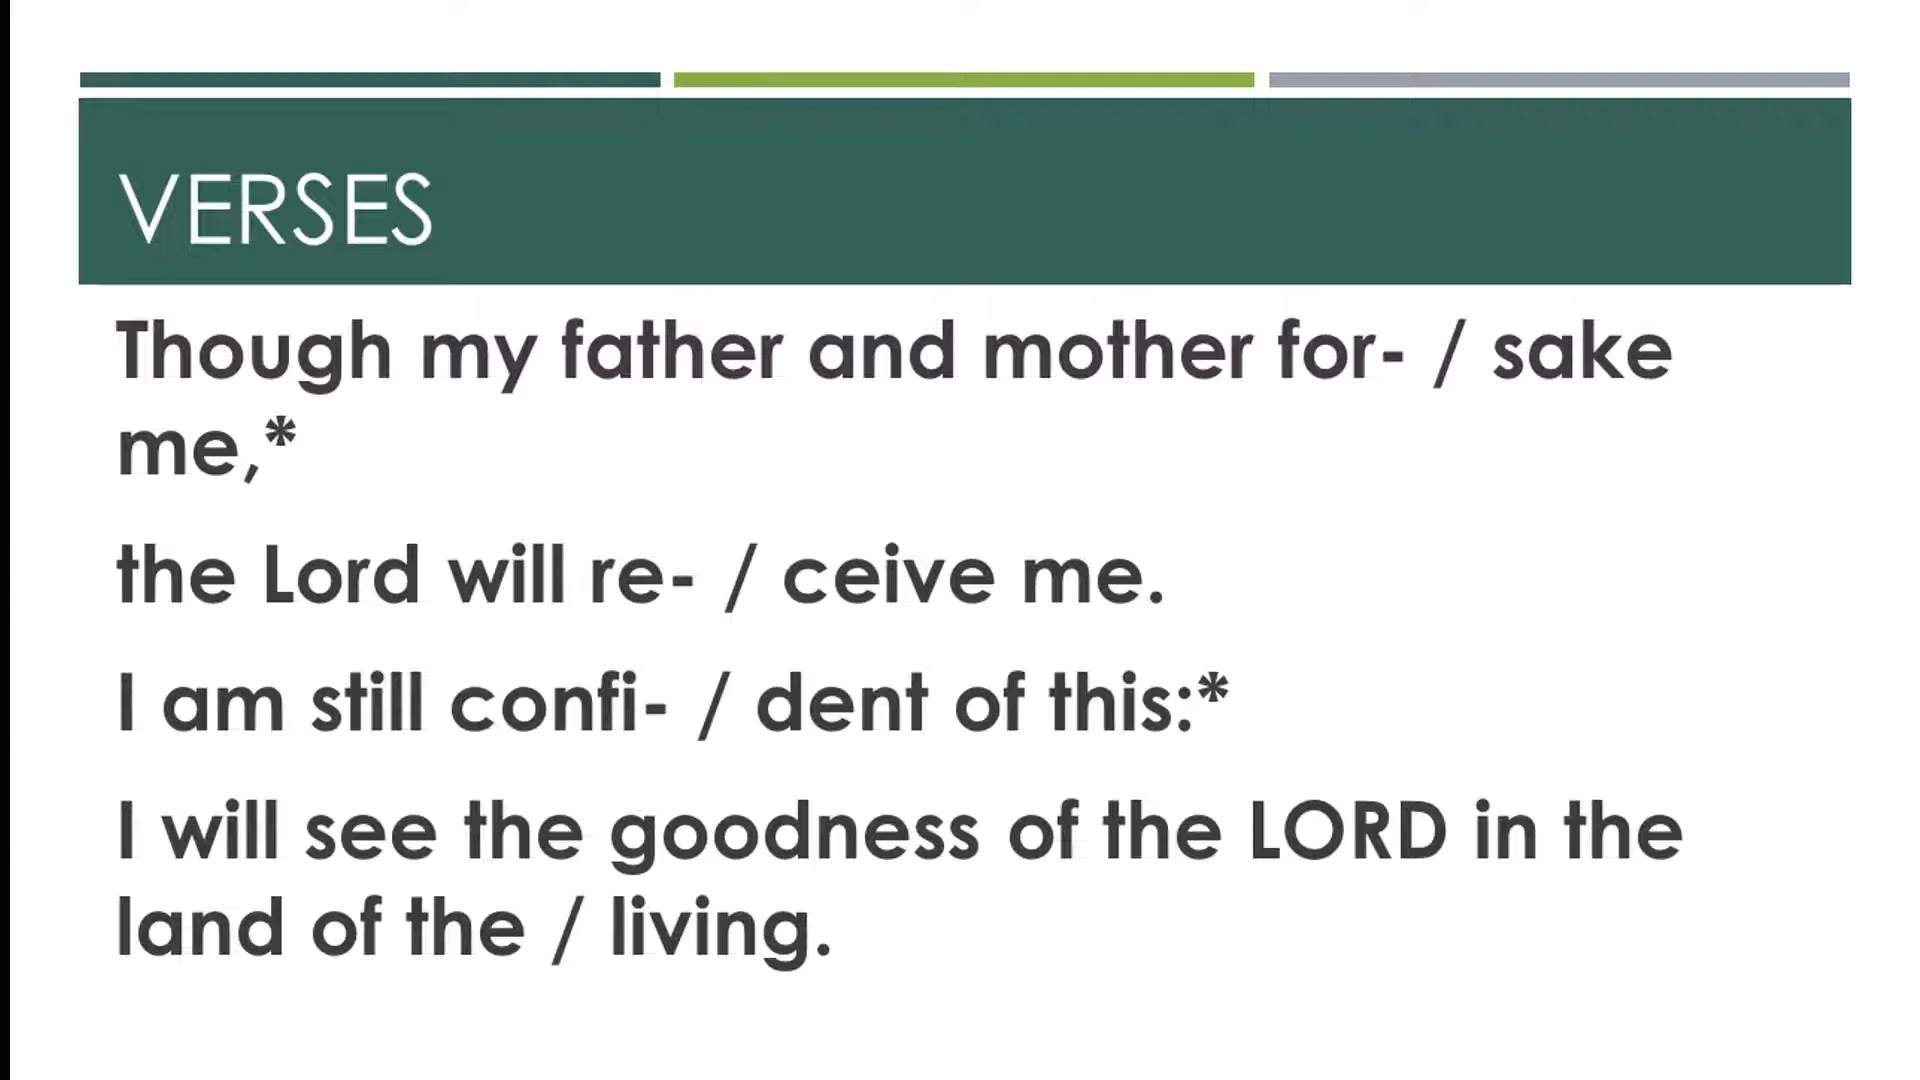 VERSES
Though my father and mother for- / sake
me,*
the Lord will re- / ceive me.
I am still confi- / dent of this:*
I will see the goodness of the LORD in the
land of the / living.